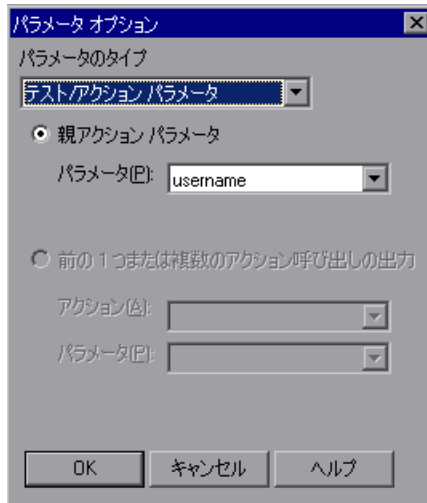 パラメータ オプション
パラメータのタイプ
テスト/アクション パラメータ
親アクション パラメータ
パラメータ(P): username
前の 1 つまたは複数のアクション呼び出しの出力
アクション(A):
パラメータ(P):
OK キャンセル ヘルプ